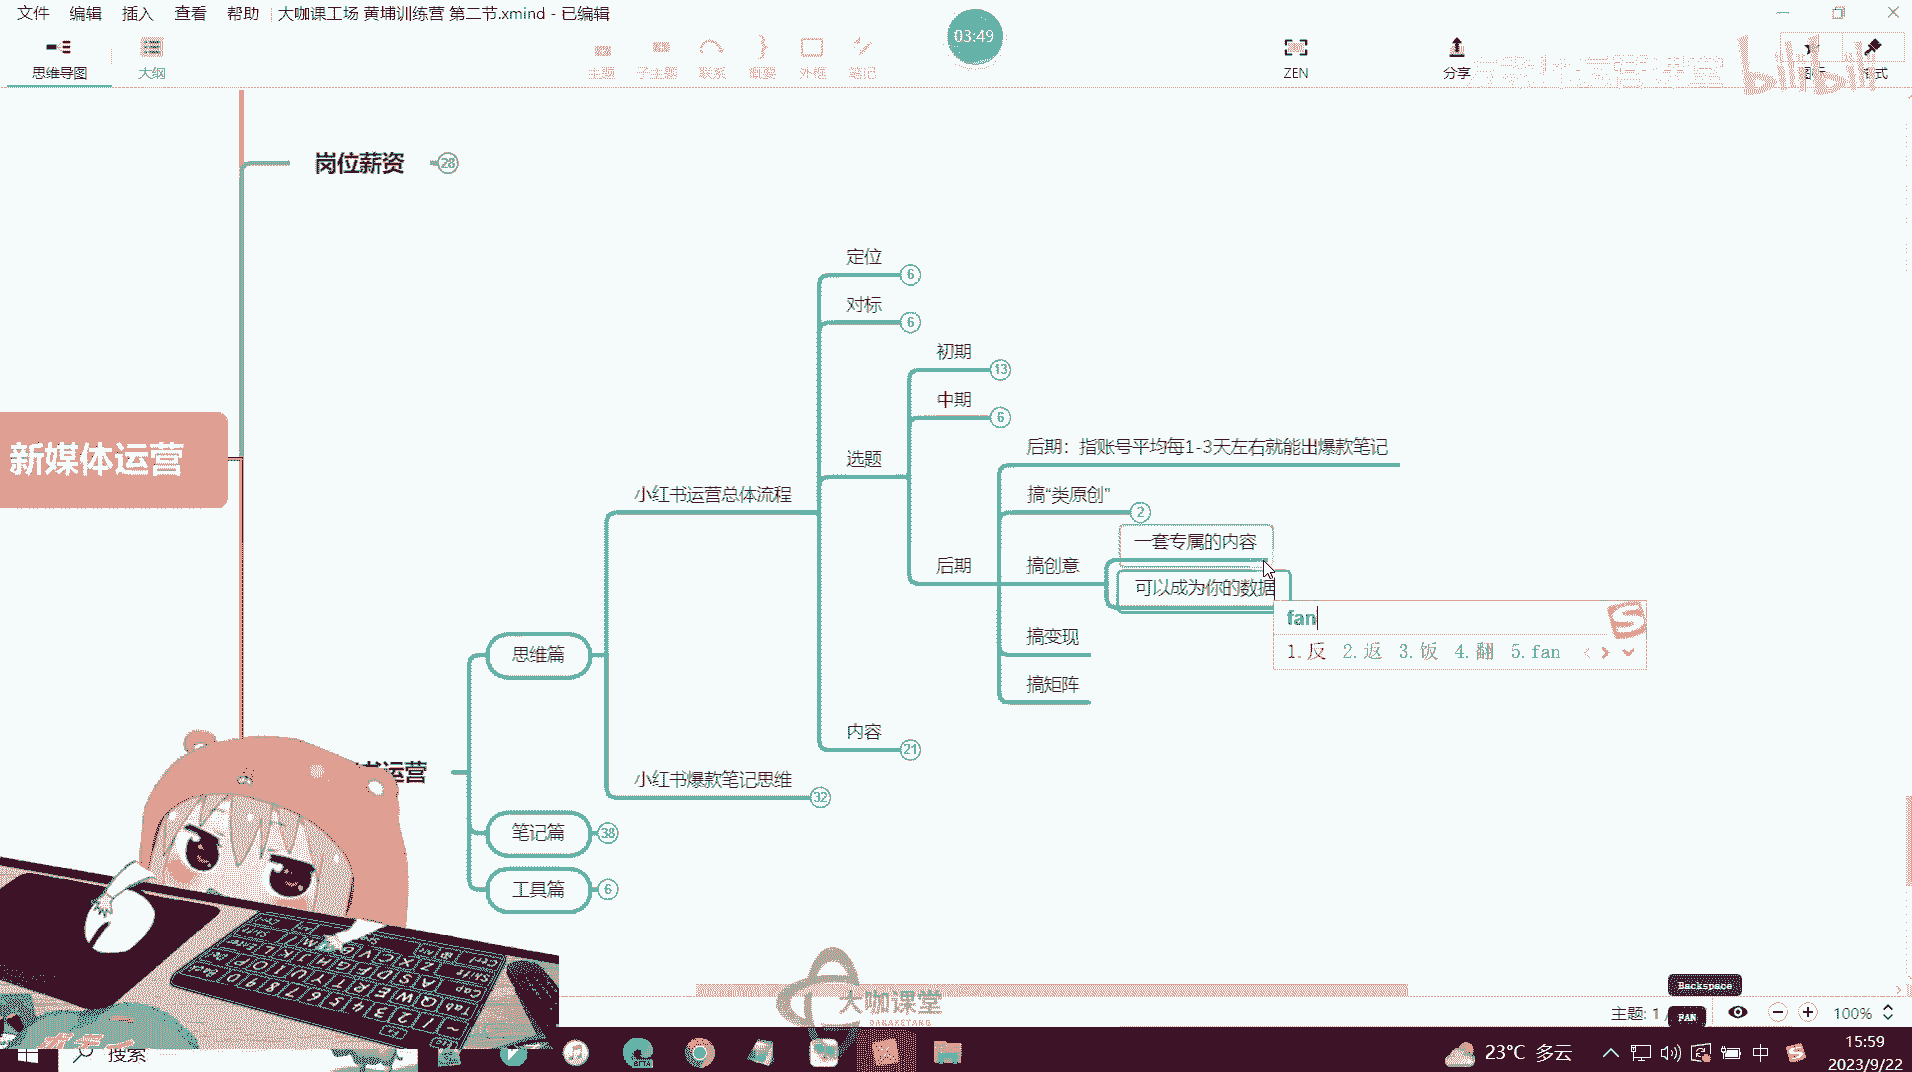 文件 编辑 插入 查看 帮助 大咖课工场 黄埔训练营 第二节.xmind - 已编辑
03:49
思维导图 大纲 主题 子主题 联系 概要 外框 笔记 ZEN 分享
bilibili
岗位薪资 28
定位 6
对标 6
初期 13
中期 6
后期：指账号平均每1-3天左右就能出爆款笔记
新媒体运营
选题
小红书运营总体流程
搞“类原创” 2
一套专属的内容
后期
搞创意
可以成为你的数据
fan
搞变现
1.反 2.返 3.饭 4.翻 5.fan
思维篇
搞矩阵
内容 21
书运营
小红书爆款笔记思维 32
笔记篇 38
工具篇 6
大咖课堂
DAKAKETANG
Backspace
主题: 1 /
FAN
100%
搜索
23°C 多云
中
15:59
2023/9/22